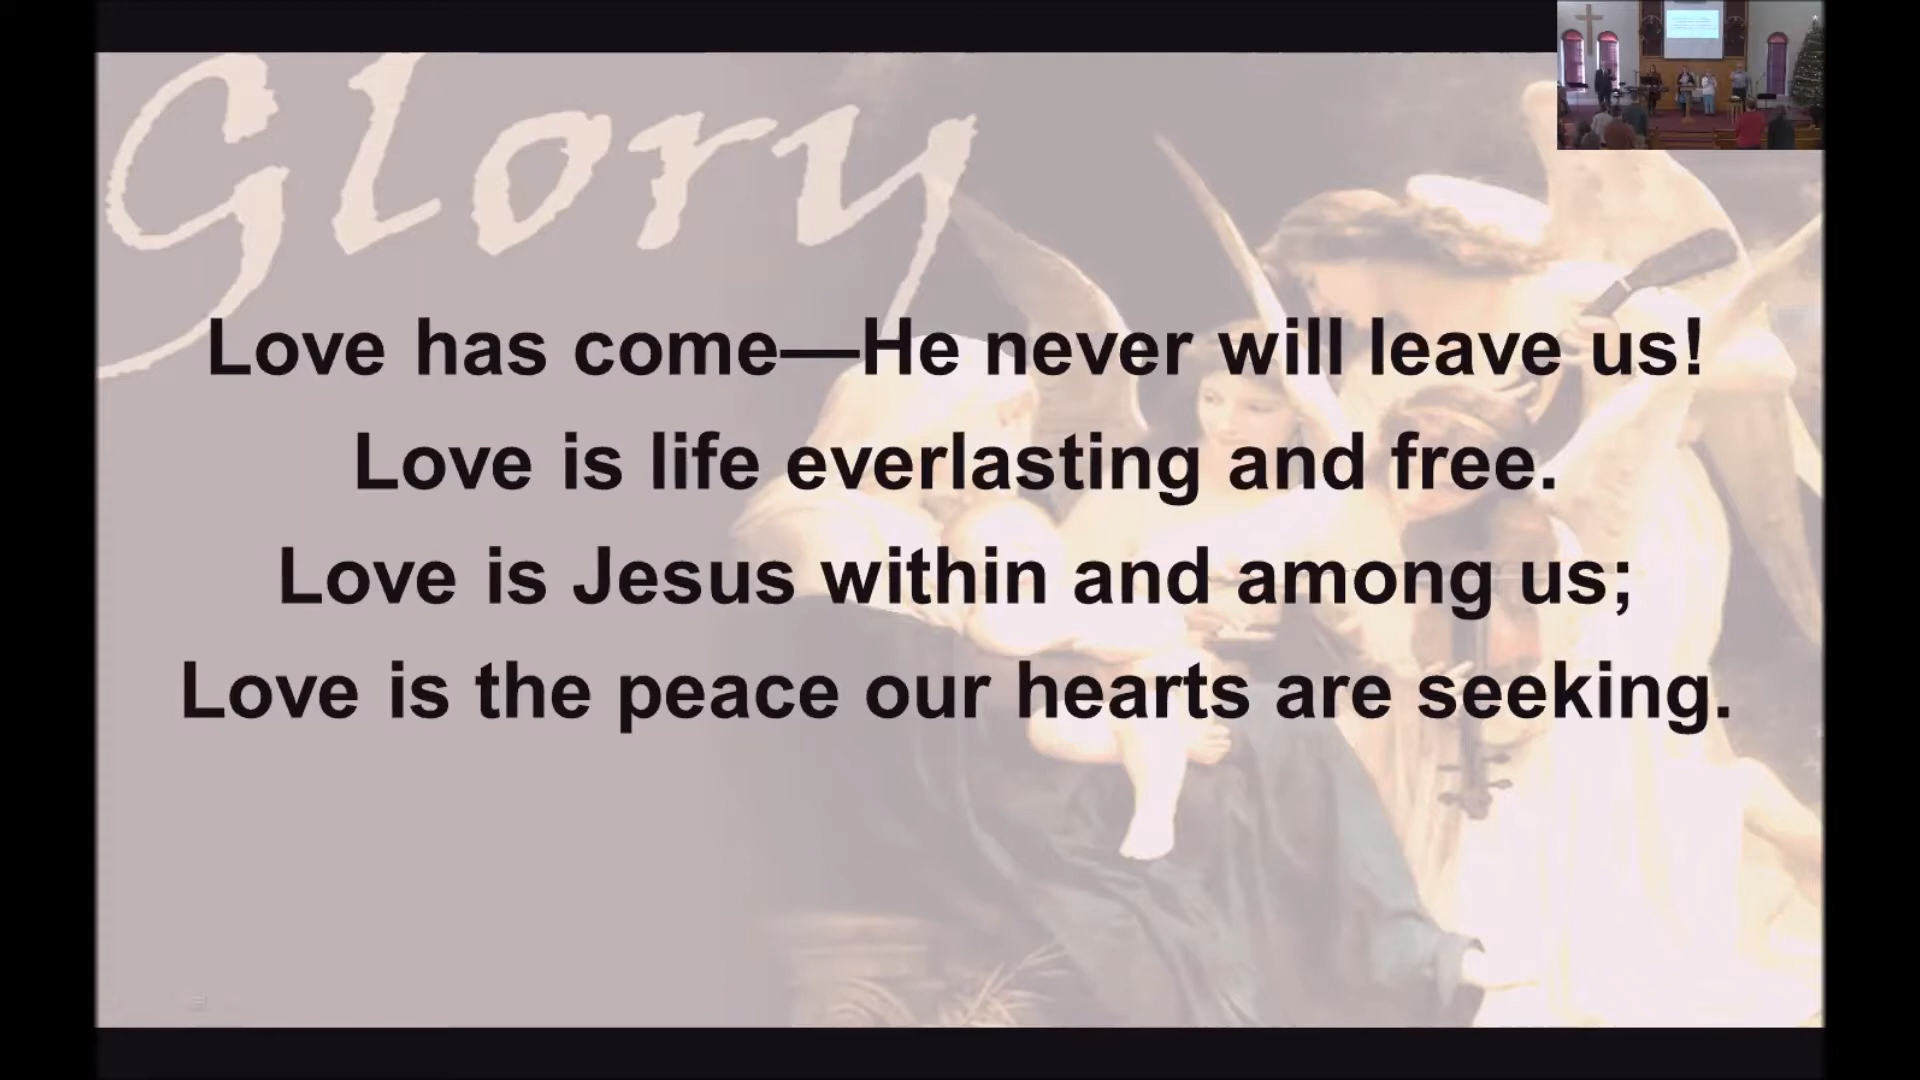 Glory
Love has come—He never will leave us!
Love is life everlasting and free.
Love is Jesus within and among us;
Love is the peace our hearts are seeking.